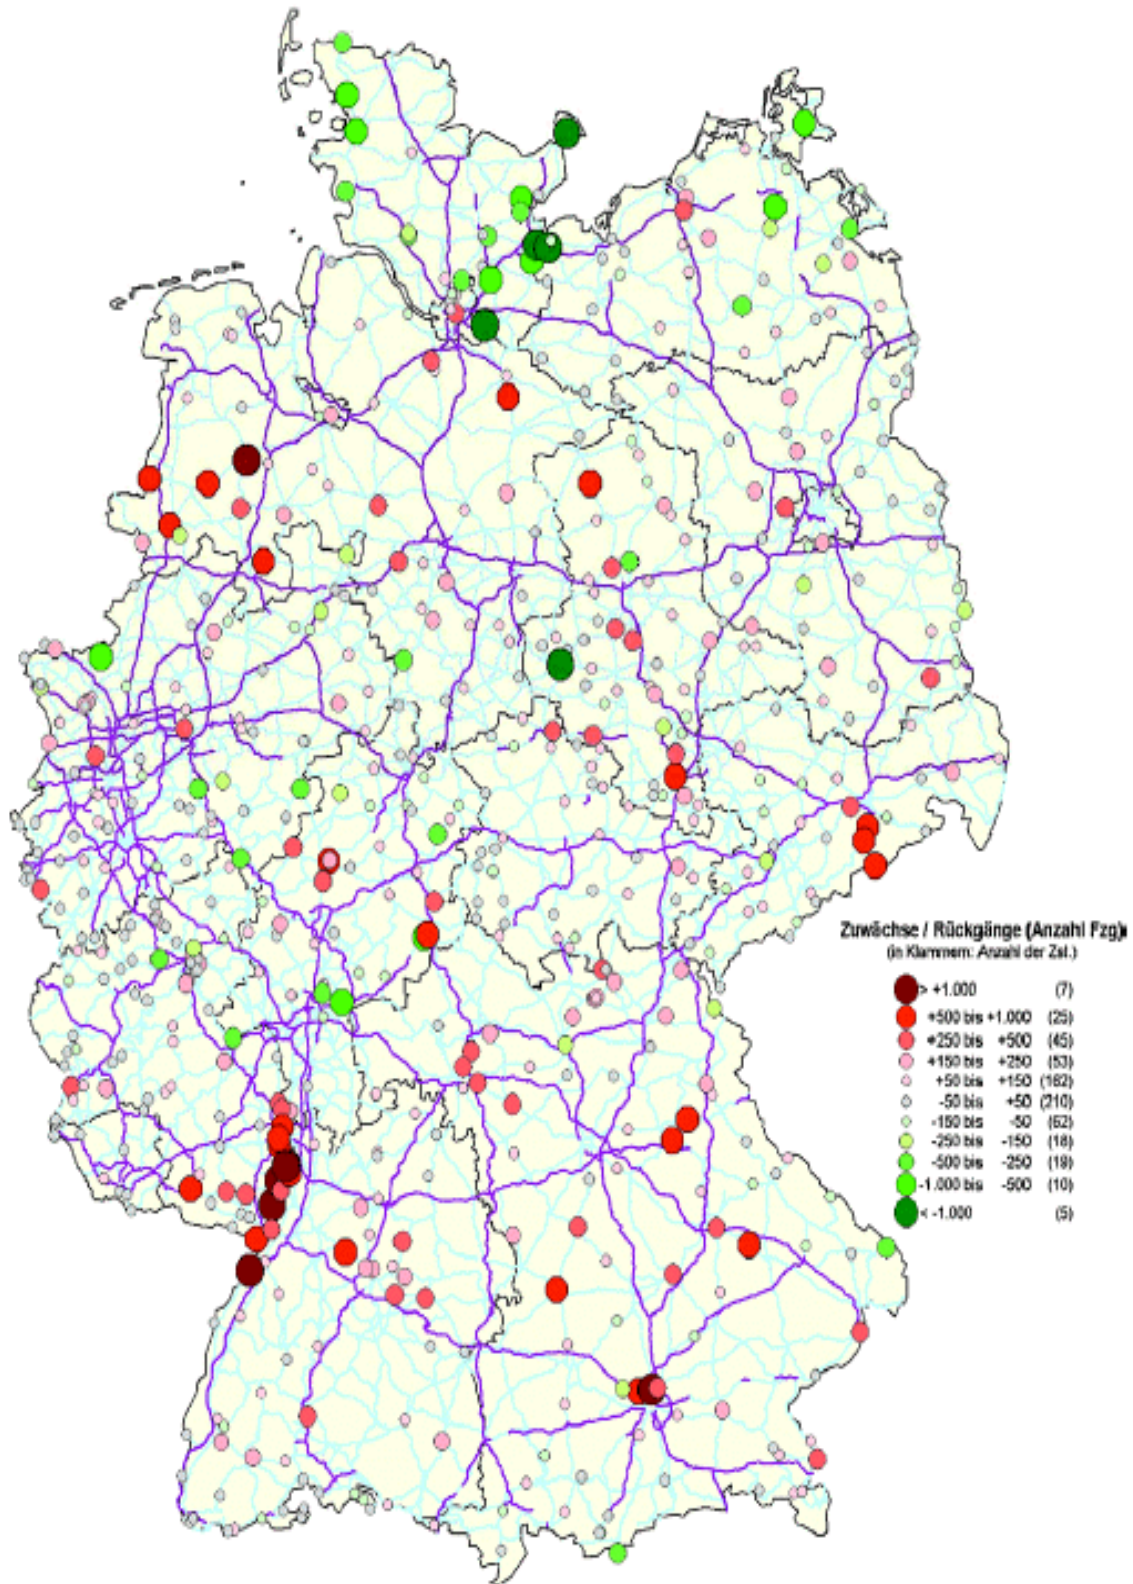 Zuwächse / Rückgänge (Anzahl Fzg)
(in Klammern: Anzahl der Zst.)
> +1.000 (7)
+500 bis +1.000 (25)
+250 bis +500 (45)
+150 bis +250 (53)
+50 bis +150 (162)
-50 bis +50 (210)
-150 bis -50 (62)
-250 bis -150 (18)
-500 bis -250 (19)
-1.000 bis -500 (10)
< -1.000 (5)